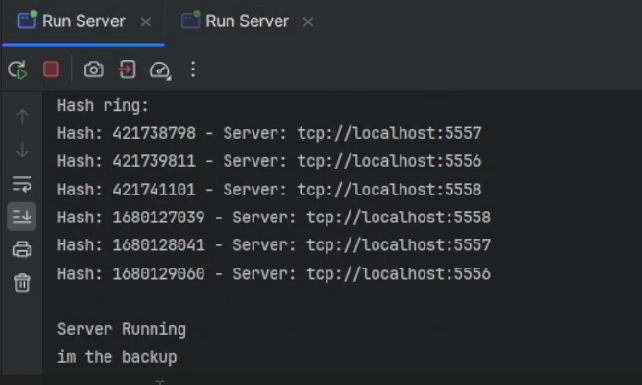 Run Server
Run Server
Hash ring:
Hash: 421738798 - Server: tcp://localhost:5557
Hash: 421739811 - Server: tcp://localhost:5556
Hash: 421741101 - Server: tcp://localhost:5558
Hash: 1680127039 - Server: tcp://localhost:5558
Hash: 1680128041 - Server: tcp://localhost:5557
Hash: 1680129060 - Server: tcp://localhost:5556
Server Running
im the backup